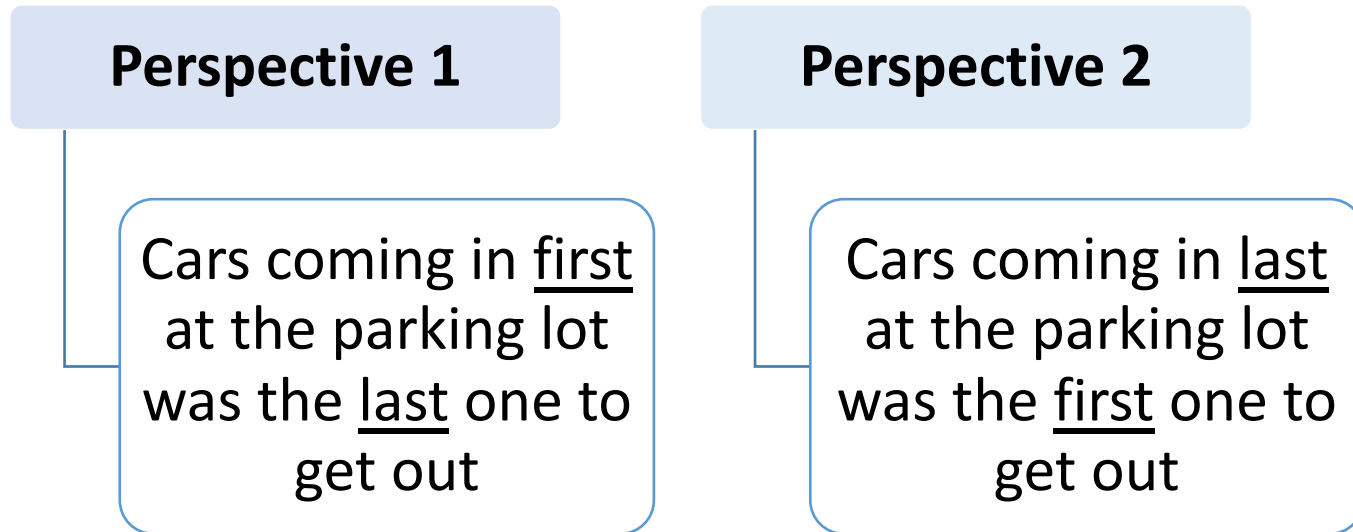 Perspective 1
Cars coming in first
at the parking lot
was the last one to
get out
Perspective 2
Cars coming in last
at the parking lot
was the first one to
get out